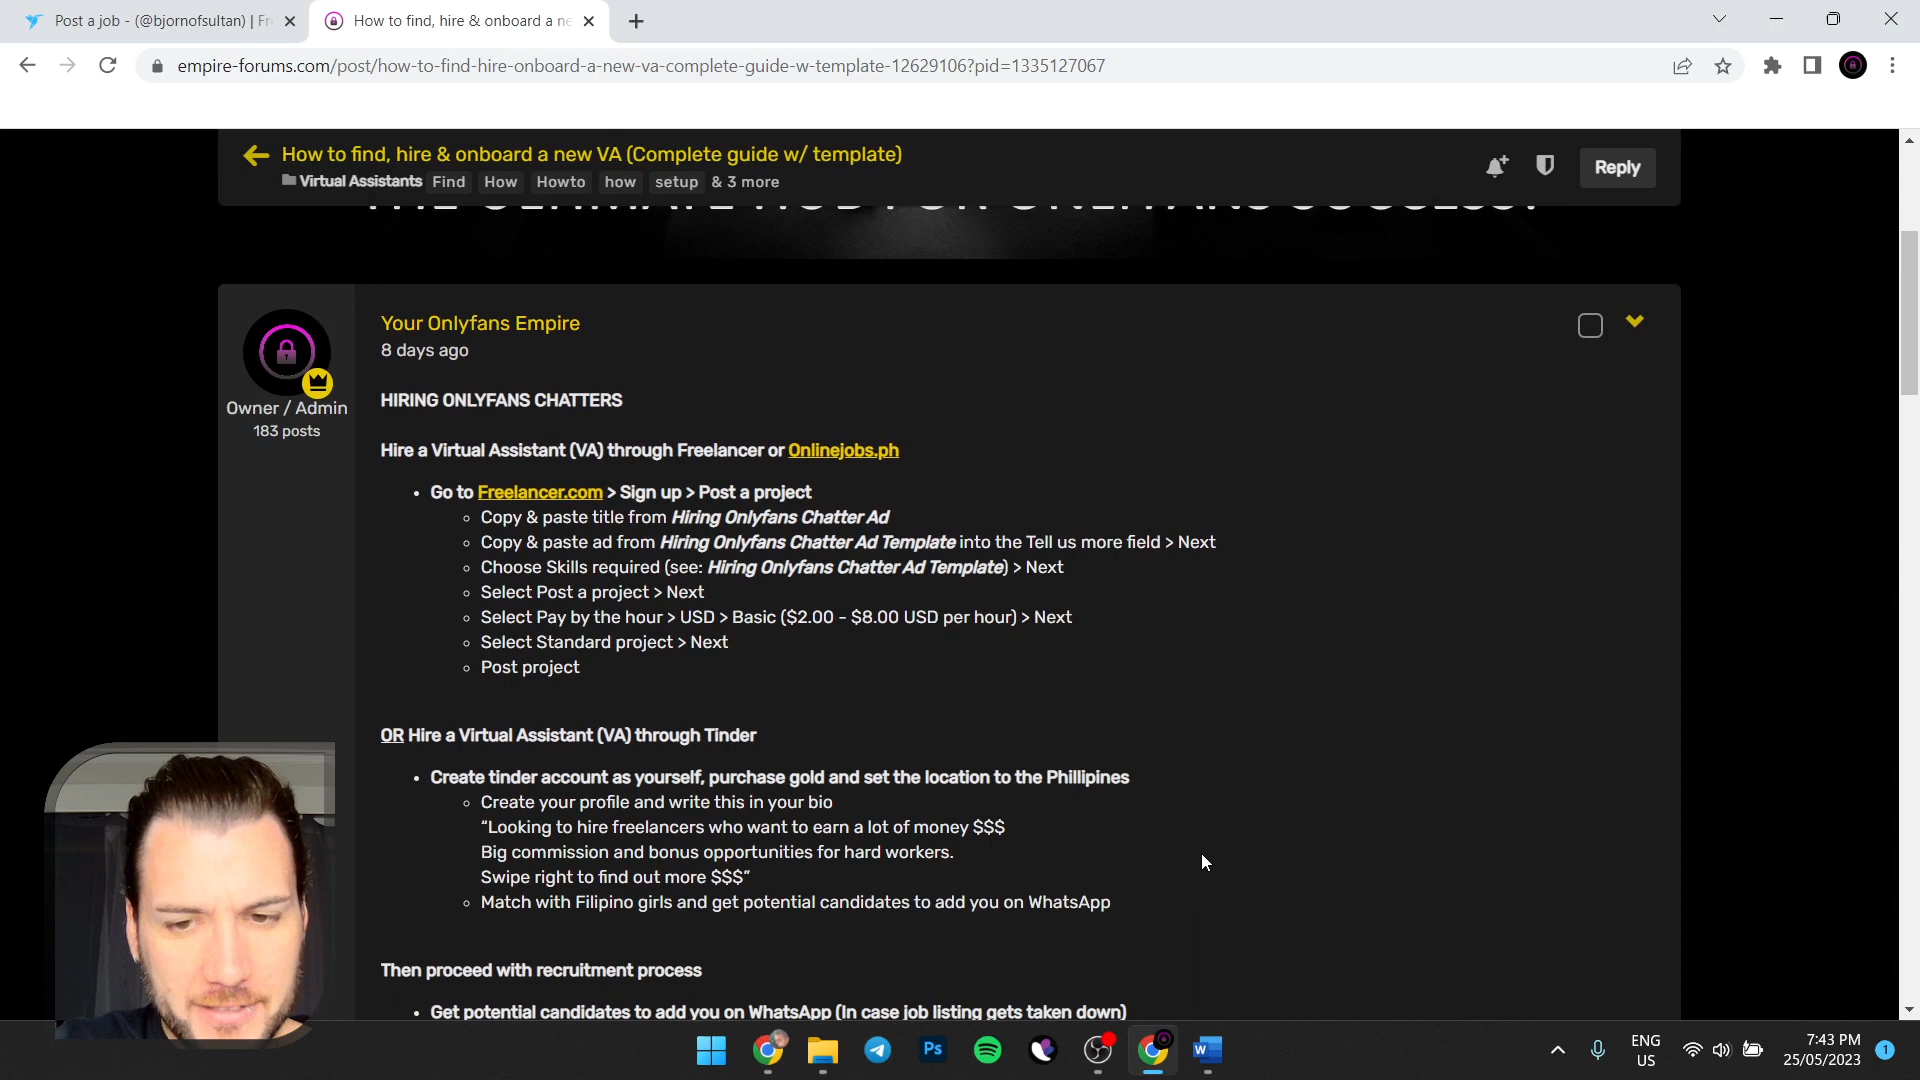 Post a job - (@bjornofsultan) | Fr
How to find, hire & onboard a ne
empire-forums.com/post/how-to-find-hire-onboard-a-new-va-complete-guide-w-template-12629106?pid=1335127067
How to find, hire & onboard a new VA (Complete guide w/ template)
Virtual Assistants Find How Howto how setup & 3 more
Reply
THE ULTIMATE HUB FOR ONLYFANS SUCCESS!
Your Onlyfans Empire
8 days ago
Owner / Admin
183 posts
HIRING ONLYFANS CHATTERS
Hire a Virtual Assistant (VA) through Freelancer or Onlinejobs.ph
• Go to Freelancer.com > Sign up > Post a project
Copy & paste title from Hiring Onlyfans Chatter Ad
Copy & paste ad from Hiring Onlyfans Chatter Ad Template into the Tell us more field > Next
Choose Skills required (see: Hiring Onlyfans Chatter Ad Template) > Next
Select Post a project > Next
Select Pay by the hour > USD > Basic ($2.00 - $8.00 USD per hour) > Next
Select Standard project > Next
Post project
OR Hire a Virtual Assistant (VA) through Tinder
• Create tinder account as yourself, purchase gold and set the location to the Phillipines
Create your profile and write this in your bio
“Looking to hire freelancers who want to earn a lot of money $$$
Big commission and bonus opportunities for hard workers.
Swipe right to find out more $$$”
Match with Filipino girls and get potential candidates to add you on WhatsApp
Then proceed with recruitment process
• Get potential candidates to add you on WhatsApp (In case job listing gets taken down)
Ps
W
ENG
US
7:43 PM
25/05/2023
1